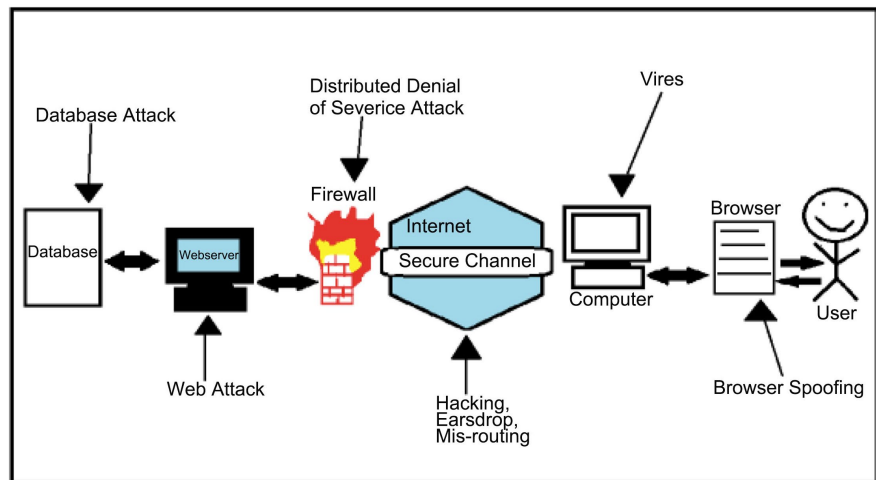 Distributed Denial
of Severice Attack
Vires
Database Attack
Firewall
Browser
Internet
Database
Webserver
Secure Channel
Computer
User
Web Attack
Hacking,
Earsdrop,
Mis-routing
Browser Spoofing